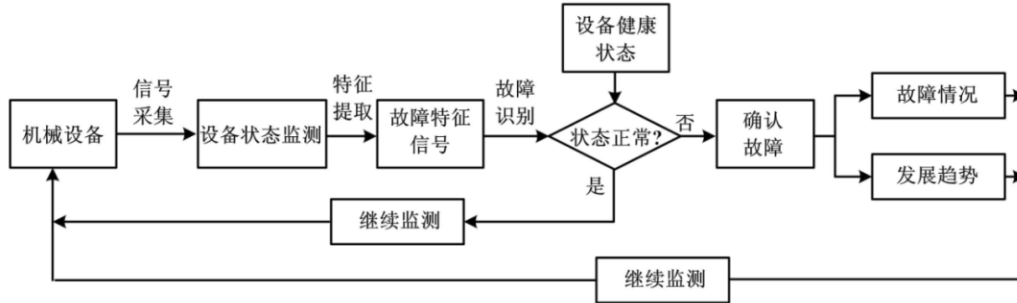 设备健康
状态
信号
采集
特征
提取
故障
识别
机械设备
设备状态监测
故障特征
信号
状态正常?
否
确认
故障
故障情况
发展趋势
是
继续监测
继续监测